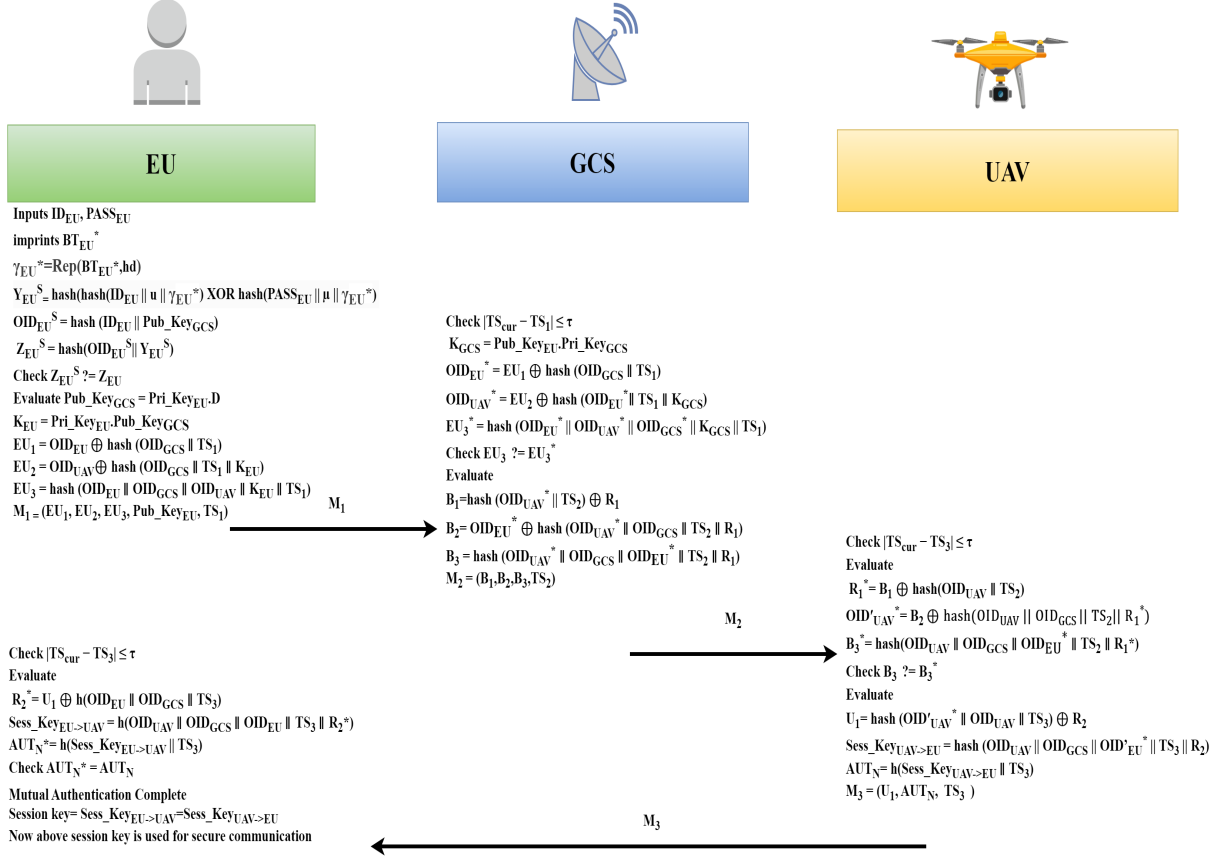 EU
GCS
UAV
Inputs ID_EU, PASS_EU
imprints BT_EU*
γ_EU*=Rep(BT_EU*,hd)
Y_EU^S = hash(hash(ID_EU || u || γ_EU*) XOR hash(PASS_EU || μ || γ_EU*)
OID_EU^S = hash (ID_EU || Pub_Key_GCS)
Z_EU^S = hash(OID_EU^S || Y_EU^S)
Check Z_EU^S ?= Z_EU
Evaluate Pub_Key_GCS = Pri_Key_EU.D
K_EU = Pri_Key_EU.Pub_Key_GCS
EU_1 = OID_EU ⊕ hash (OID_GCS || TS_1)
EU_2 = OID_UAV ⊕ hash (OID_GCS || TS_1 || K_EU)
EU_3 = hash (OID_EU || OID_GCS || OID_UAV || K_EU || TS_1)
M_1 = (EU_1, EU_2, EU_3, Pub_Key_EU, TS_1)
M_1
Check |TS_cur − TS_1| ≤ τ
K_GCS = Pub_Key_EU.Pri_Key_GCS
OID_EU* = EU_1 ⊕ hash (OID_GCS || TS_1)
OID_UAV* = EU_2 ⊕ hash (OID_EU* || TS_1 || K_GCS)
EU_3* = hash (OID_EU* || OID_UAV* || OID_GCS* || K_GCS || TS_1)
Check EU_3 ?= EU_3*
Evaluate
B_1=hash (OID_UAV* || TS_2) ⊕ R_1
B_2= OID_EU* ⊕ hash (OID_UAV* || OID_GCS || TS_2 || R_1)
B_3 = hash (OID_UAV* || OID_GCS || OID_EU* || TS_2 || R_1)
M_2 = (B_1,B_2,B_3,TS_2)
M_2
Check |TS_cur − TS_3| ≤ τ
Evaluate
R_1*= B_1 ⊕ hash(OID_UAV || TS_2)
OID'_UAV*= B_2 ⊕ hash(OID_UAV || OID_GCS || TS_2 || R_1*)
B_3*= hash(OID_UAV || OID_GCS || OID_EU* || TS_2 || R_1*)
Check B_3 ?= B_3*
Evaluate
U_1= hash (OID'_UAV* || OID_UAV || TS_3) ⊕ R_2
Sess_Key_UAV->EU = hash (OID_UAV || OID_GCS || OID'_EU* || TS_3 || R_2)
AUT_N= h(Sess_Key_UAV->EU || TS_3)
M_3 = (U_1, AUT_N, TS_3 )
M_3
Check |TS_cur − TS_3| ≤ τ
Evaluate
R_2*= U_1 ⊕ h(OID_EU || OID_GCS || TS_3)
Sess_Key_EU->UAV = h(OID_UAV || OID_GCS || OID_EU || TS_3 || R_2*)
AUT_N*= h(Sess_Key_EU->UAV || TS_3)
Check AUT_N* = AUT_N
Mutual Authentication Complete
Session key= Sess_Key_EU->UAV=Sess_Key_UAV->EU
Now above session key is used for secure communication